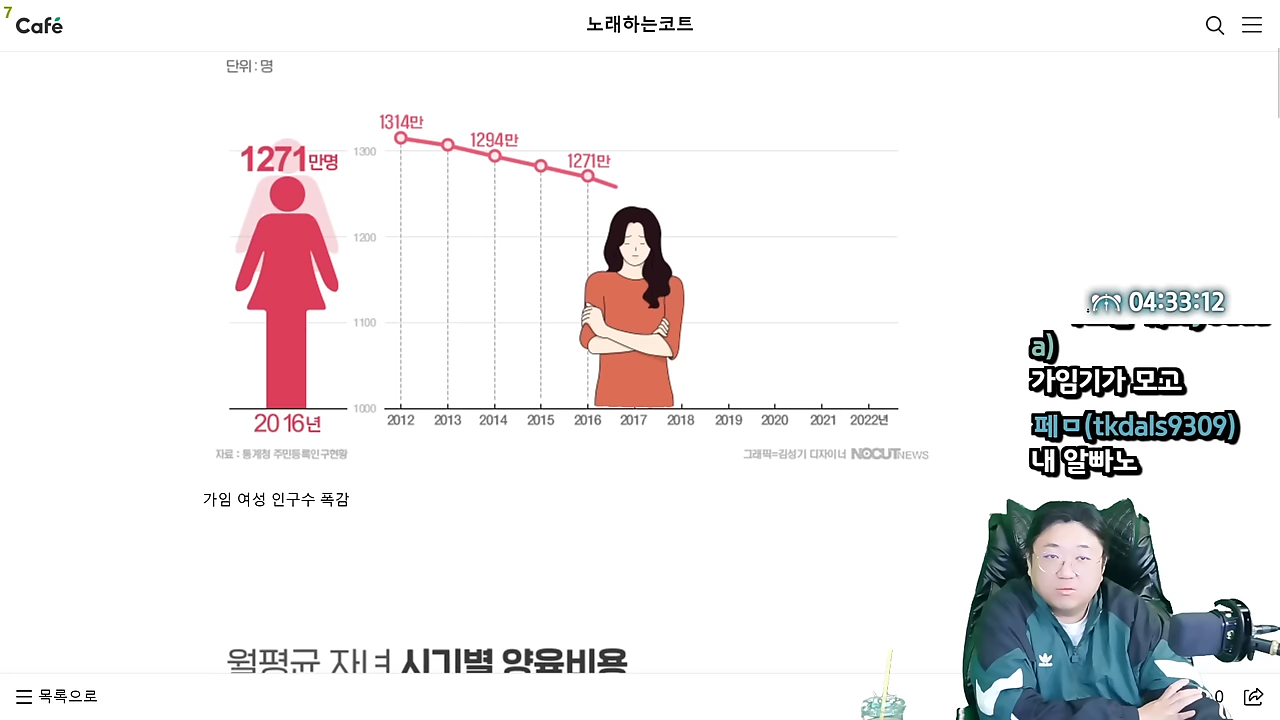 7
Café
노래하는코트
단위 : 명
1314만
1294만
1271만
1271만명
1300
1200
1100
1000
2012 2013 2014 2015 2016 2017 2018 2019 2020 2021 2022년
2016년
자료 : 통계청 주민등록인구현황
그래픽=김성기 디자이너 NOCUTNEWS
가임 여성 인구수 폭감
월평균 자녀 시기별 양육비용
목록으로
0
04:33:12
a)
가임기가 모고
페ㅁ(tkdals9309)
내 알빠노